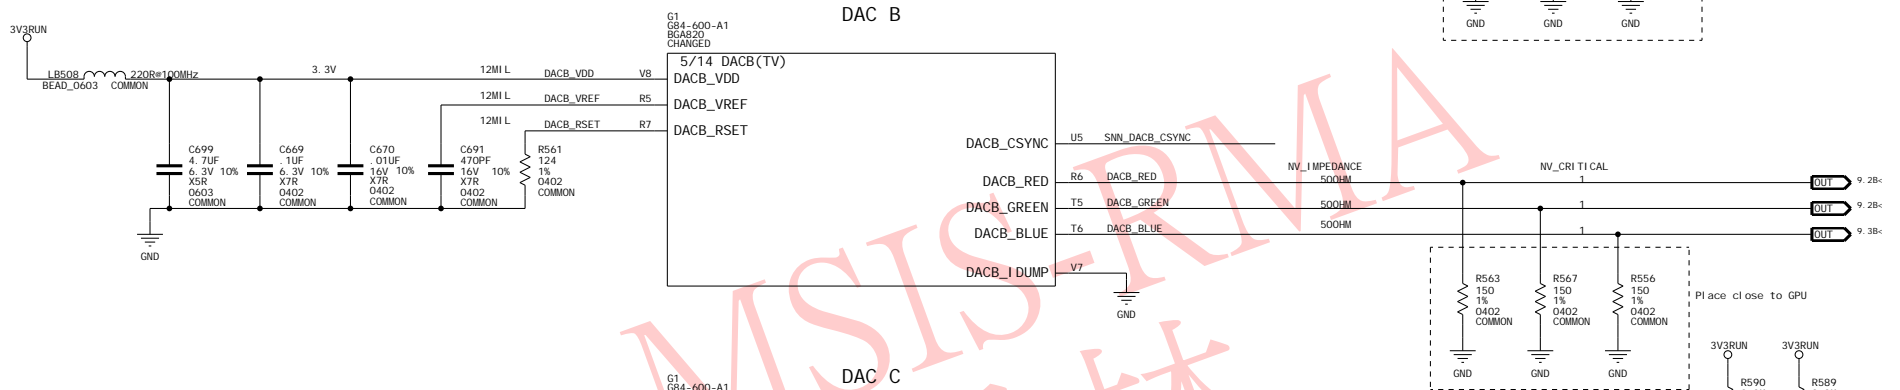 DAC B
G1
G84-600-A1
BGA820
CHANGED
GND GND GND
3V3RUN
LB508 220R@100MHz
BEAD_0603 COMMON
3.3V
12MIL DACB_VDD V8
12MIL DACB_VREF R5
12MIL DACB_RSET R7
5/14 DACB(TV)
DACB_VDD
DACB_VREF
DACB_RSET
C699
4.7UF
6.3V 10%
X5R
0603
COMMON
C669
.1UF
6.3V 10%
X7R
0402
COMMON
C670
.01UF
16V 10%
X7R
0402
COMMON
C691
470PF
16V 10%
X7R
0402
COMMON
R561
124
1%
0402
COMMON
GND
DACB_CSYNC U5 SNN_DACB_CSYNC
NV_IMPEDANCE NV_CRITICAL
DACB_RED R6 DACB_RED 50OHM 1 OUT 9.2B<
DACB_GREEN T5 DACB_GREEN 50OHM 1 OUT 9.2B<
DACB_BLUE T6 DACB_BLUE 50OHM 1 OUT 9.3B<
DACB_IDUMP V7
GND
R563
150
1%
0402
COMMON
R567
150
1%
0402
COMMON
R556
150
1%
0402
COMMON
Place close to GPU
GND GND GND
3V3RUN 3V3RUN
R590 R589
DAC C
G1
G84-600-A1
MSIS-RMA